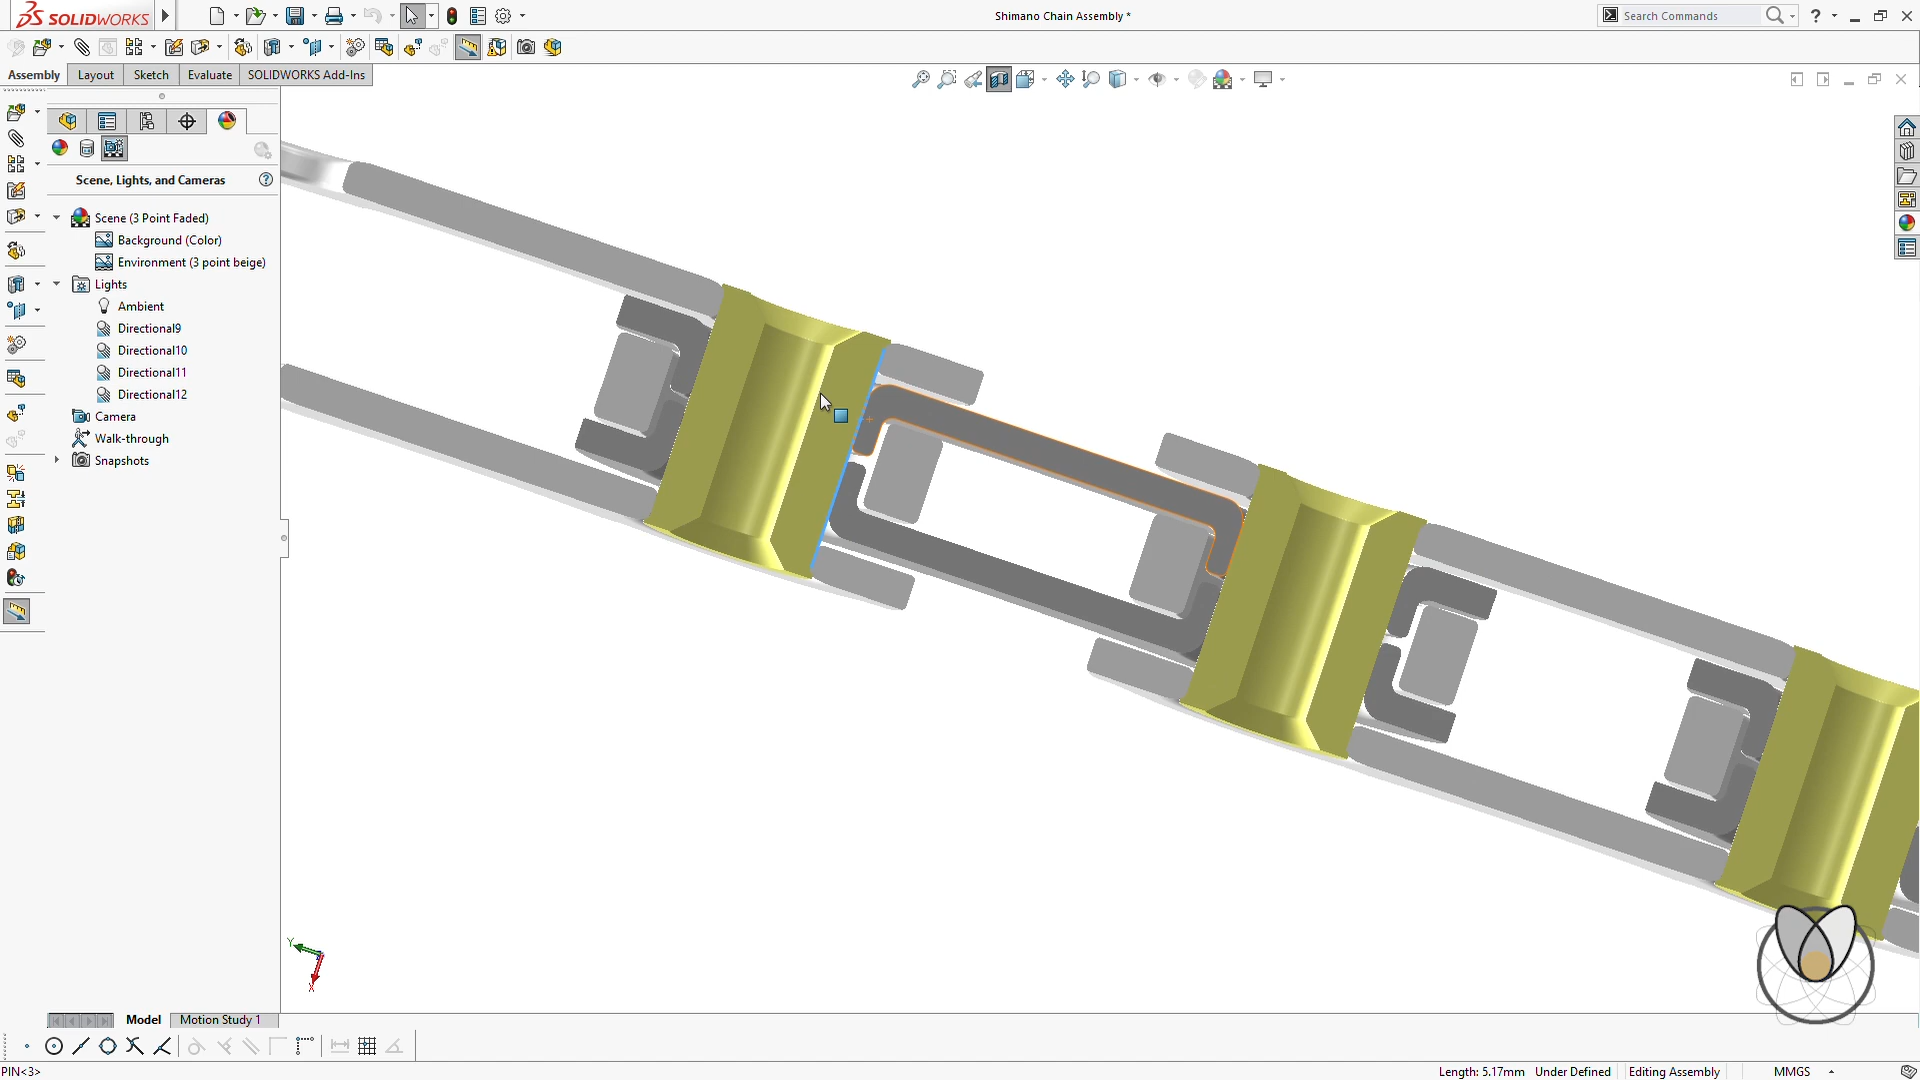 SOLIDWORKS
Shimano Chain Assembly *
Search Commands
?
Assembly
Layout
Sketch
Evaluate
SOLIDWORKS Add-Ins
Scene, Lights, and Cameras
?
Scene (3 Point Faded)
Background (Color)
Environment (3 point beige)
Lights
Ambient
Directional9
Directional10
Directional11
Directional12
Camera
Walk-through
Snapshots
Y
X
Model
Motion Study 1
PIN<3>
Length: 5.17mm
Under Defined
Editing Assembly
MMGS